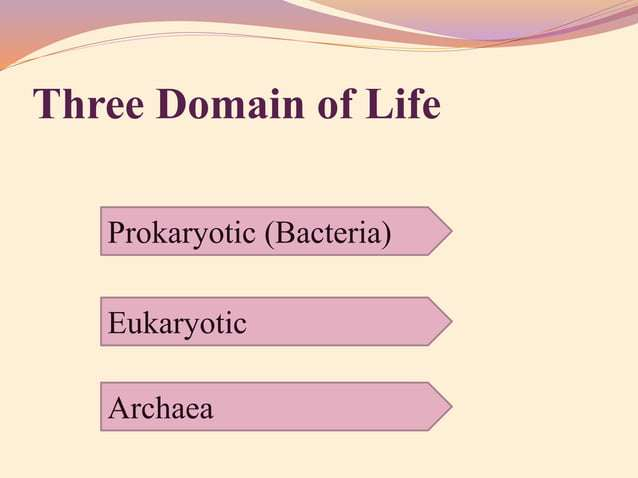 Three Domain of Life
Prokaryotic (Bacteria)
Eukaryotic
Archaea